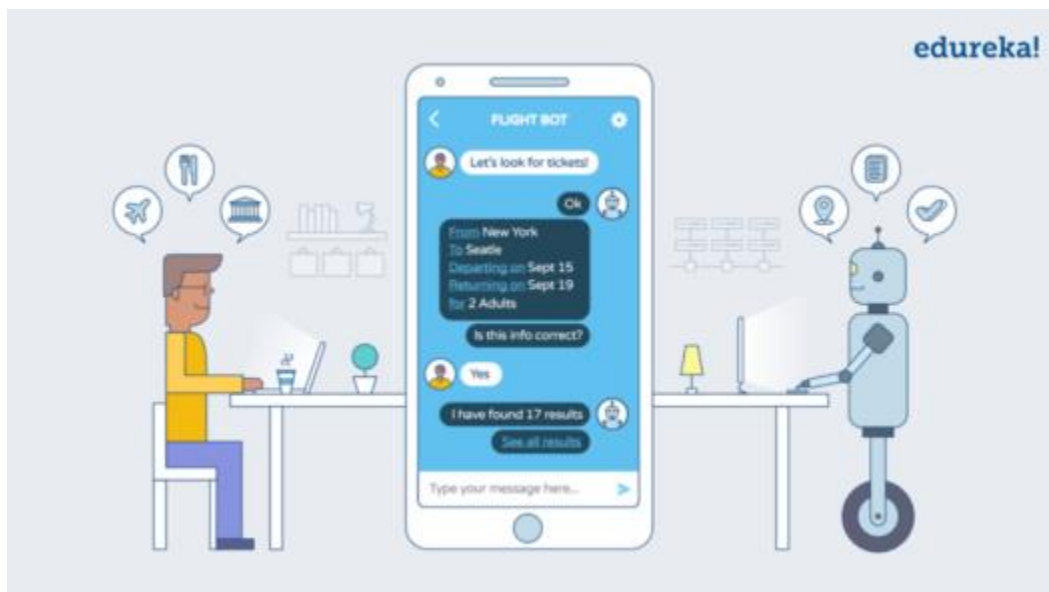 edureka!
FLIGHT BOT
Let's look for tickets!
Ok
From New York
To Seatle
Departing on Sept 15
Returning on Sept 19
for 2 Adults
Is this info correct?
Yes
I have found 17 results
See all results
Type your message here...